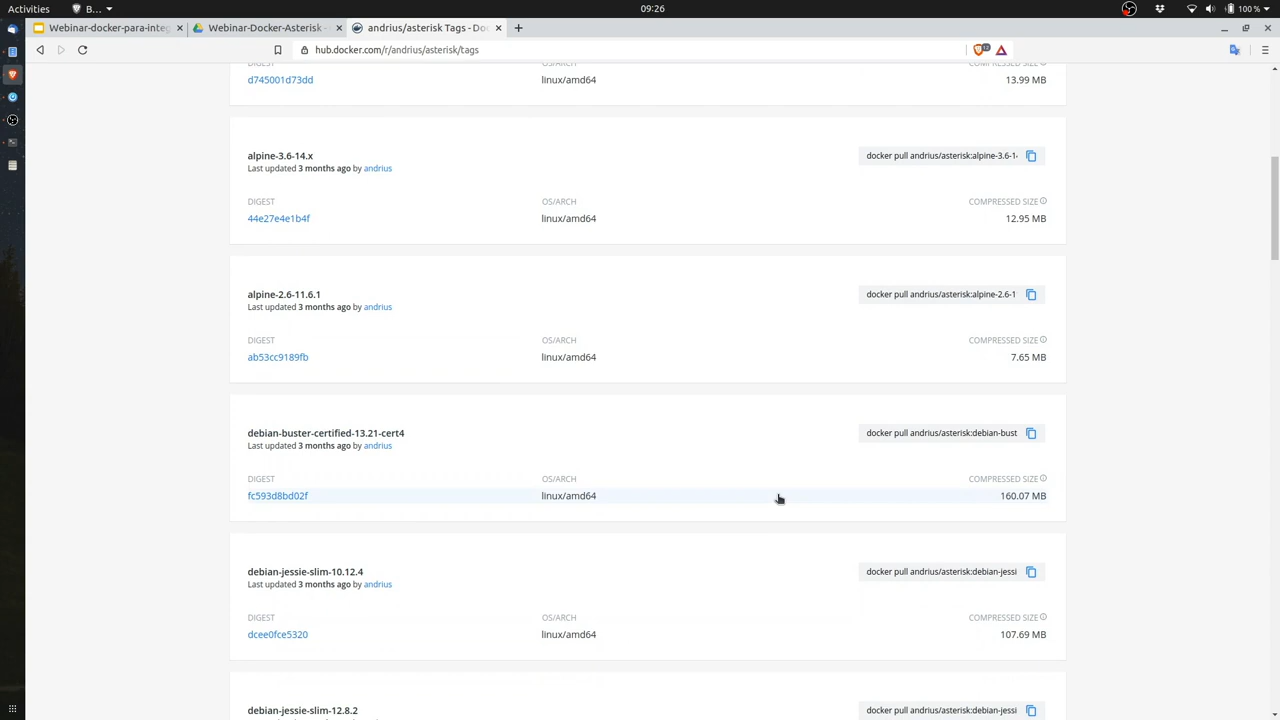 Activities
B...
09:26
100 %
Webinar-docker-para-integ
Webinar-Docker-Asterisk -
andrius/asterisk Tags - Doc
hub.docker.com/r/andrius/asterisk/tags
DIGEST
OS/ARCH
COMPRESSED SIZE
d745001d73dd
linux/amd64
13.99 MB
alpine-3.6-14.x
docker pull andrius/asterisk:alpine-3.6-1
Last updated 3 months ago by andrius
DIGEST
OS/ARCH
COMPRESSED SIZE
44e27e4e1b4f
linux/amd64
12.95 MB
alpine-2.6-11.6.1
docker pull andrius/asterisk:alpine-2.6-1
Last updated 3 months ago by andrius
DIGEST
OS/ARCH
COMPRESSED SIZE
ab53cc9189fb
linux/amd64
7.65 MB
debian-buster-certified-13.21-cert4
docker pull andrius/asterisk:debian-bust
Last updated 3 months ago by andrius
DIGEST
OS/ARCH
COMPRESSED SIZE
fc593d8bd02f
linux/amd64
160.07 MB
debian-jessie-slim-10.12.4
docker pull andrius/asterisk:debian-jessi
Last updated 3 months ago by andrius
DIGEST
OS/ARCH
COMPRESSED SIZE
dcee0fce5320
linux/amd64
107.69 MB
debian-jessie-slim-12.8.2
docker pull andrius/asterisk:debian-jessi